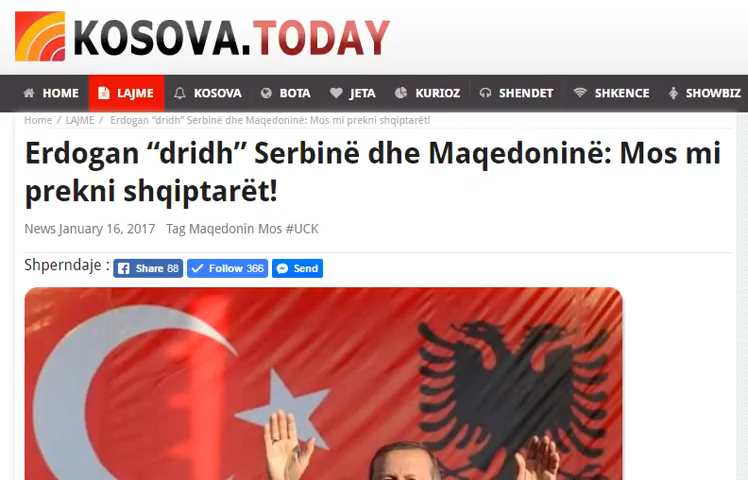 KOSOVA.TODAY
HOME LAJME KOSOVA BOTA JETA KURIOZ SHENDET SHKENCE SHOWBIZ
Home / LAJME / Erdogan “dridh” Serbinë dhe Maqedoninë: Mos mi prekni shqiptarët!
Erdogan “dridh” Serbinë dhe Maqedoninë: Mos mi
prekni shqiptarët!
News January 16, 2017 Tag Maqedonin Mos #UCK
Shperndaje : Share 88 Follow 366 Send